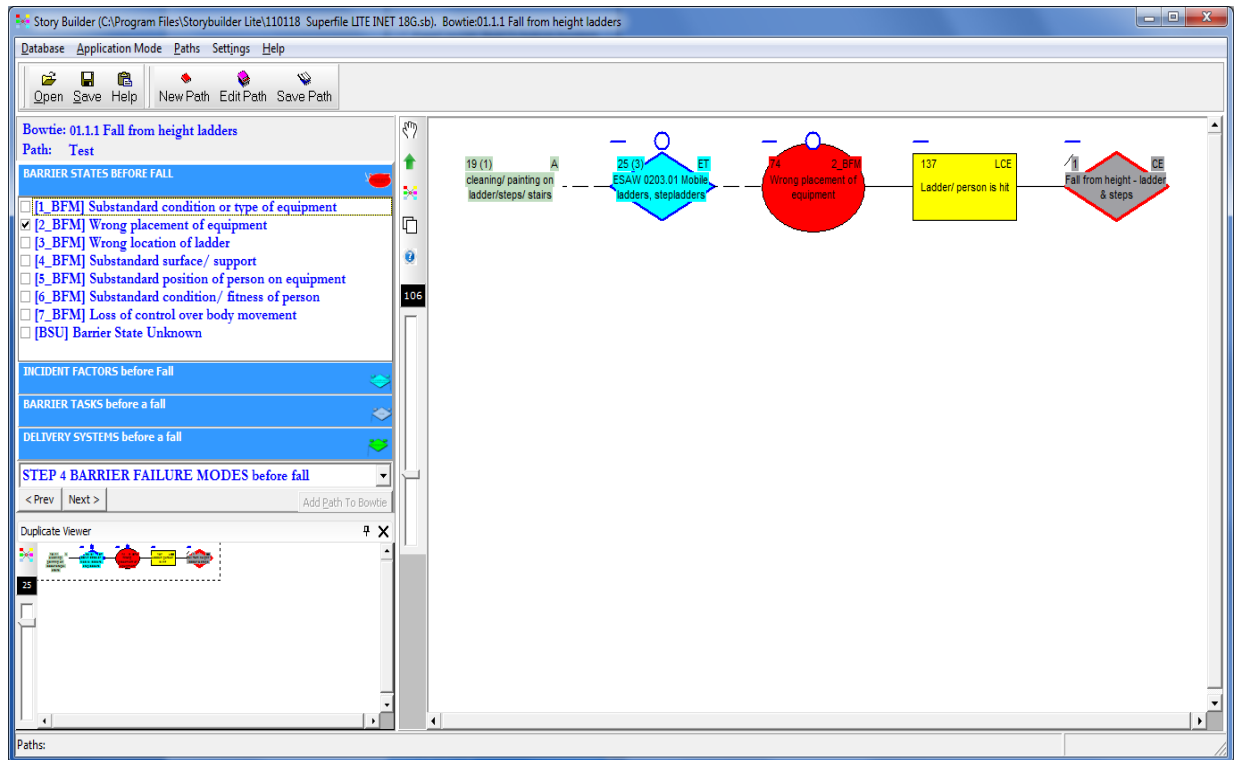 Story Builder (C:\Program Files\Storybuilder Lite\110118 Superfile LITE INET 18G.sb). Bowtie:01.1.1 Fall from height ladders
Database Application Mode Paths Settings Help
Open Save Help New Path Edit Path Save Path
Bowtie: 01.1.1 Fall from height ladders
Path: Test
BARRIER STATES BEFORE FALL
[1_BFM] Substandard condition or type of equipment
[2_BFM] Wrong placement of equipment
[3_BFM] Wrong location of ladder
[4_BFM] Substandard surface/ support
[5_BFM] Substandard position of person on equipment
[6_BFM] Substandard condition/ fitness of person
[7_BFM] Loss of control over body movement
[BSU] Barrier State Unknown
INCIDENT FACTORS before Fall
BARRIER TASKS before a fall
DELIVERY SYSTEMS before a fall
STEP 4 BARRIER FAILURE MODES before fall
< Prev Next > Add Path To Bowtie
Duplicate Viewer
25
106
19 (1) A
cleaning/ painting on
ladder/steps/ stairs
25 (3) ET
ESAW 0203.01 Mobile
ladders, stepladders
74 2_BFM
Wrong placement of
equipment
137 LCE
Ladder/ person is hit
1 CE
Fall from height - ladder
& steps
Paths: